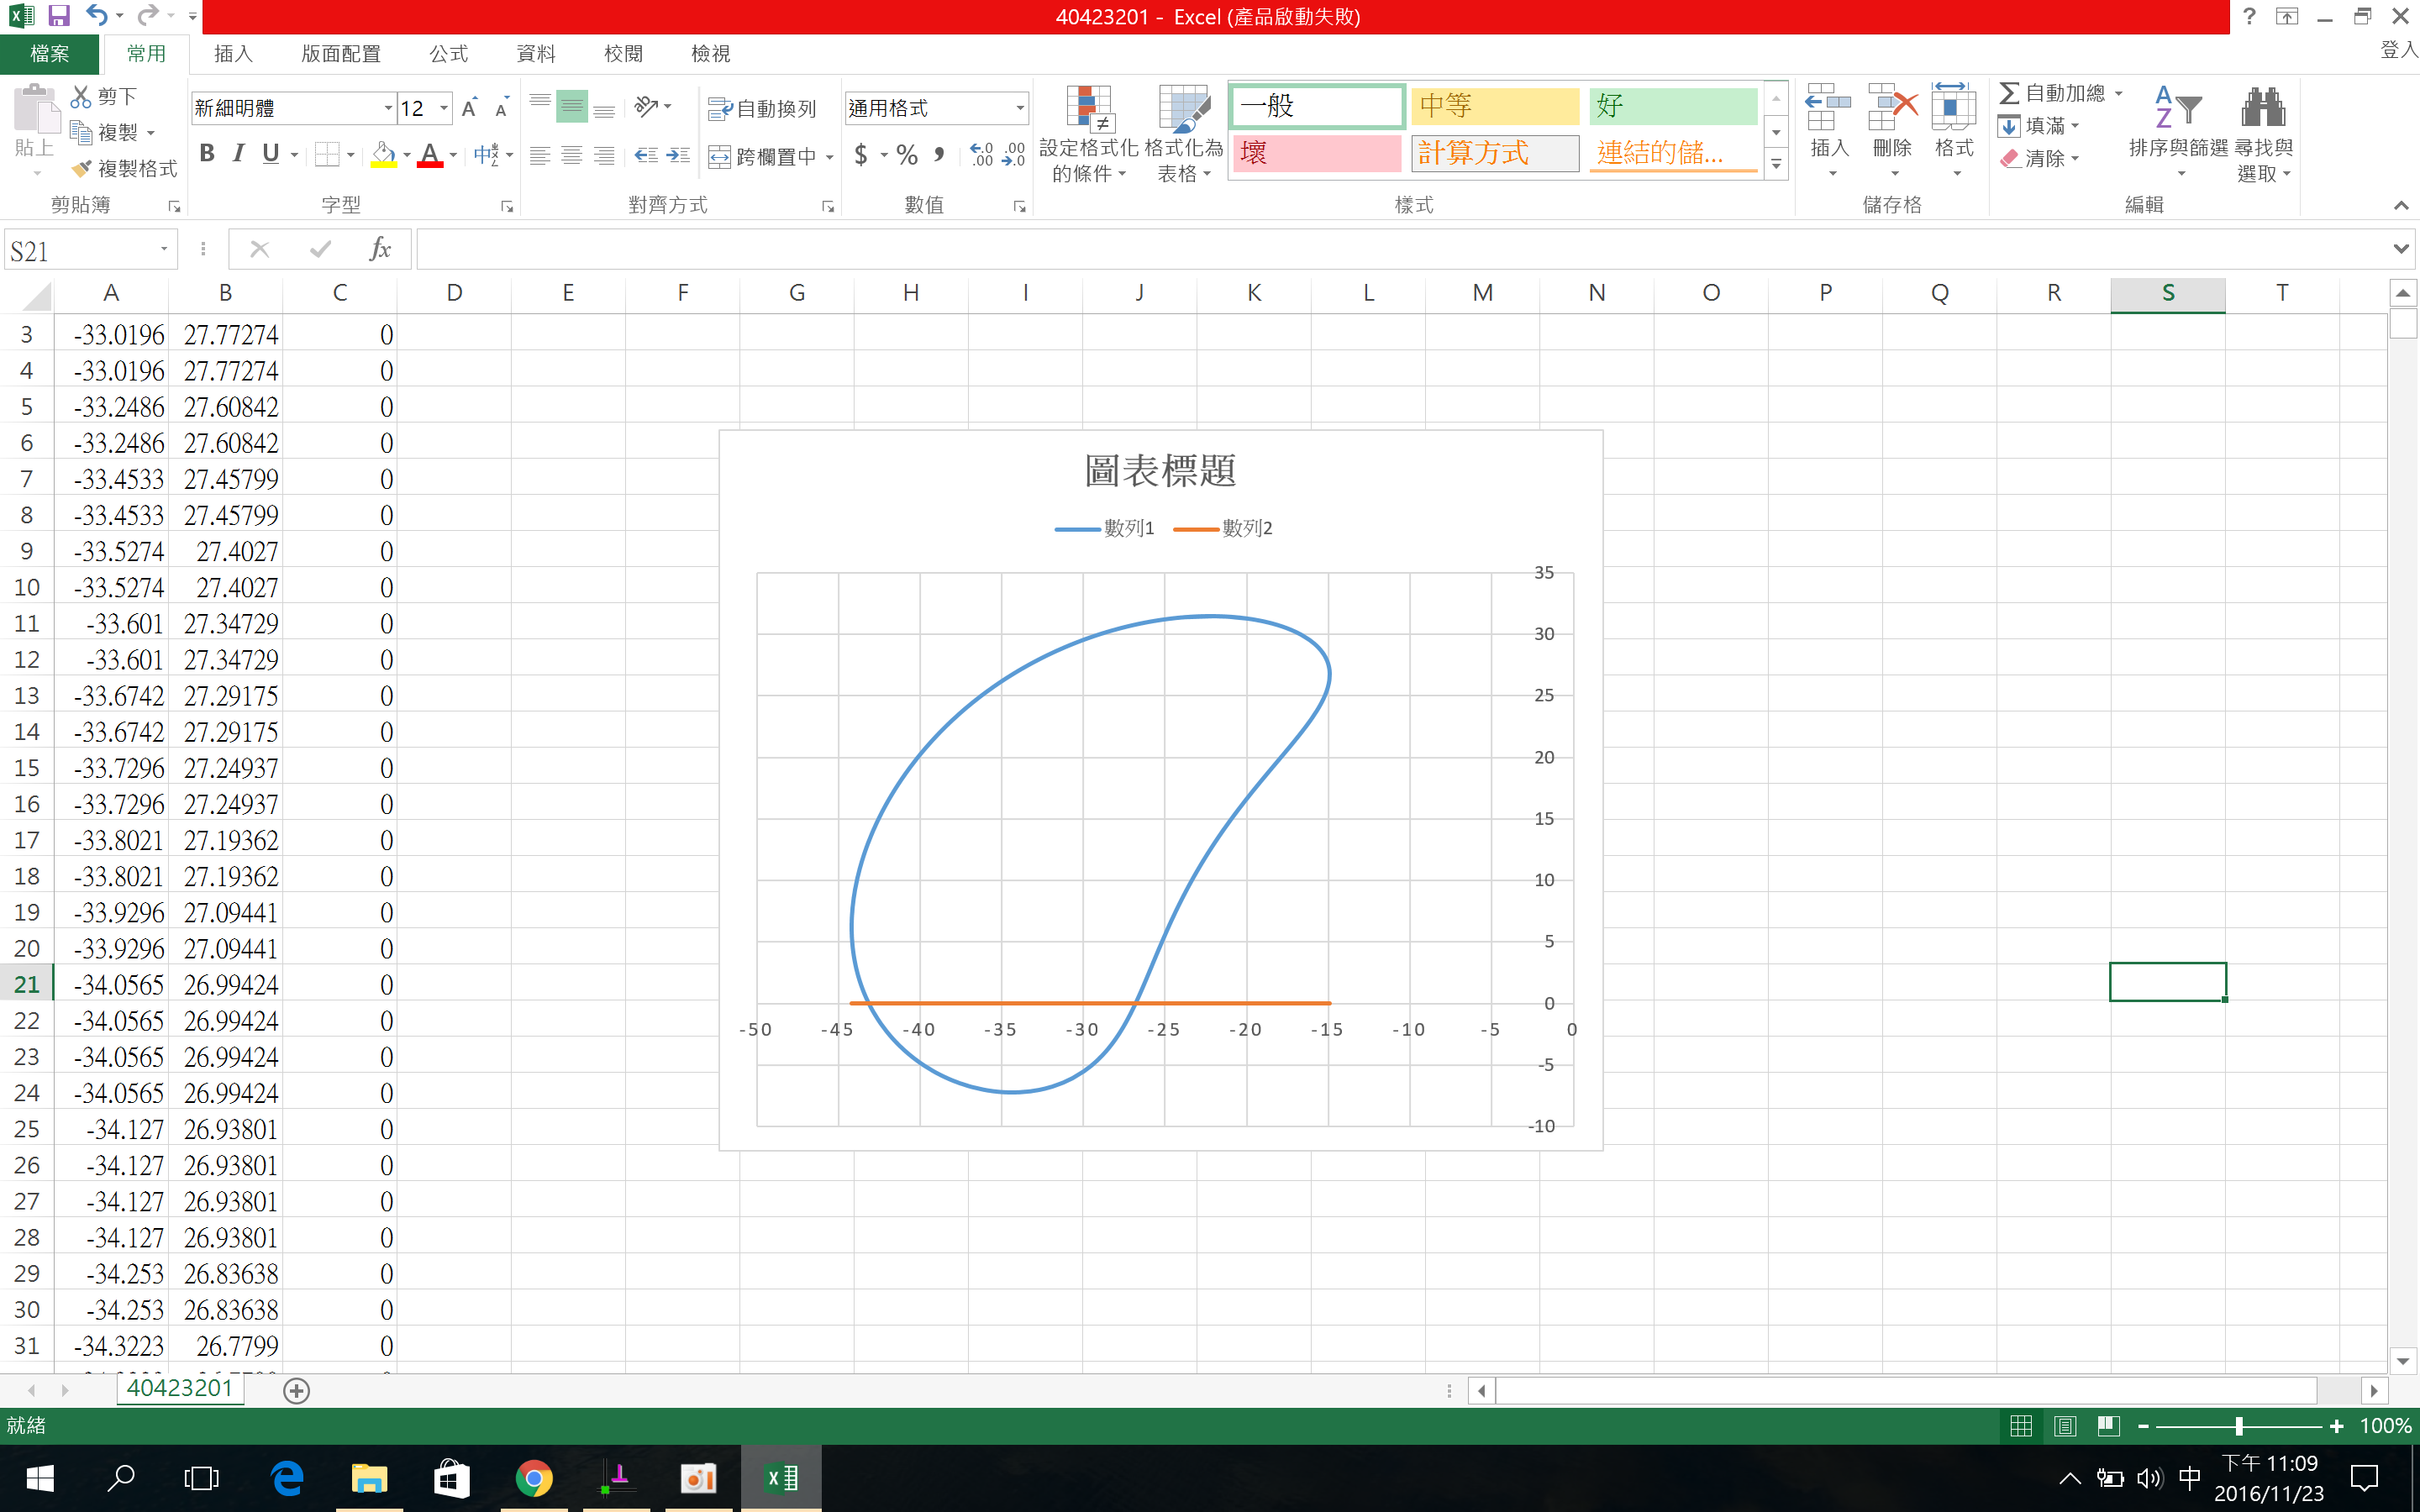 40423201 - Excel (產品啟動失敗)
檔案 常用 插入 版面配置 公式 資料 校閱 檢視 登入
貼上 剪下 複製 複製格式 剪貼簿
新細明體 12 B I U A 中 字型
自動換列 跨欄置中 對齊方式
通用格式 $ % , 數值
設定格式化的條件 格式化為表格 一般 中等 好 壞 計算方式 連結的儲... 樣式
插入 刪除 格式 儲存格
自動加總 填滿 清除 排序與篩選 尋找與選取 編輯
S21 fx
A B C D E F G H I J K L M N O P Q R S T
3 -33.0196 27.77274 0
4 -33.0196 27.77274 0
5 -33.2486 27.60842 0
6 -33.2486 27.60842 0
7 -33.4533 27.45799 0
8 -33.4533 27.45799 0
9 -33.5274 27.4027 0
10 -33.5274 27.4027 0
11 -33.601 27.34729 0
12 -33.601 27.34729 0
13 -33.6742 27.29175 0
14 -33.6742 27.29175 0
15 -33.7296 27.24937 0
16 -33.7296 27.24937 0
17 -33.8021 27.19362 0
18 -33.8021 27.19362 0
19 -33.9296 27.09441 0
20 -33.9296 27.09441 0
21 -34.0565 26.99424 0
22 -34.0565 26.99424 0
23 -34.0565 26.99424 0
24 -34.0565 26.99424 0
25 -34.127 26.93801 0
26 -34.127 26.93801 0
27 -34.127 26.93801 0
28 -34.127 26.93801 0
29 -34.253 26.83638 0
30 -34.253 26.83638 0
31 -34.3223 26.7799 0
圖表標題
數列1 數列2
35
30
25
20
15
10
5
0
-50 -45 -40 -35 -30 -25 -20 -15 -10 -5 0
-5
-10
40423201
就緒 100%
中 下午 11:09
2016/11/23